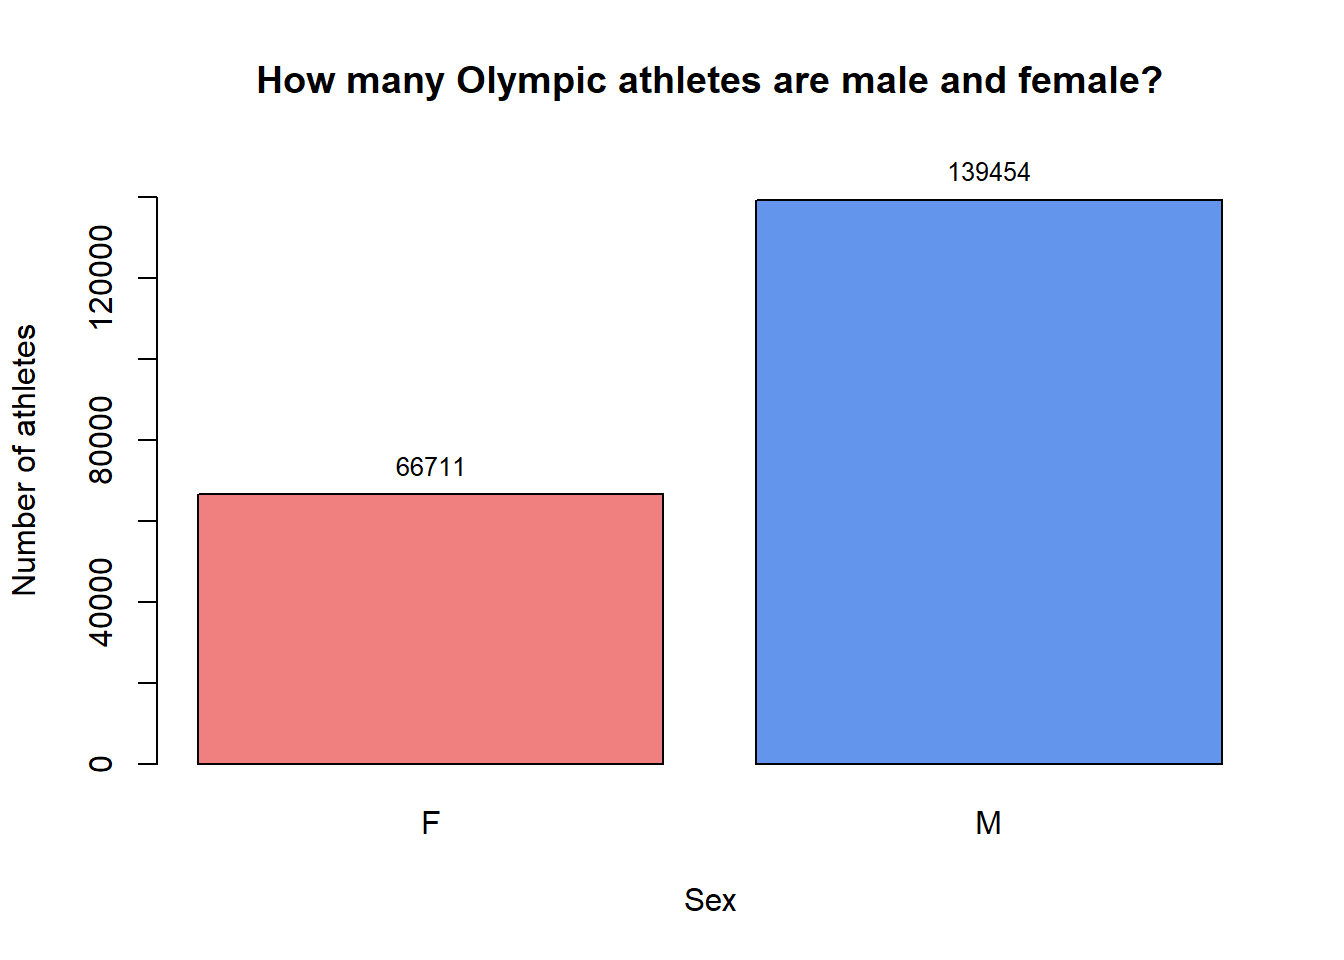 How many Olympic athletes are male and female?
139454
120000
80000
66711
40000
0
Number of athletes
F
M
Sex